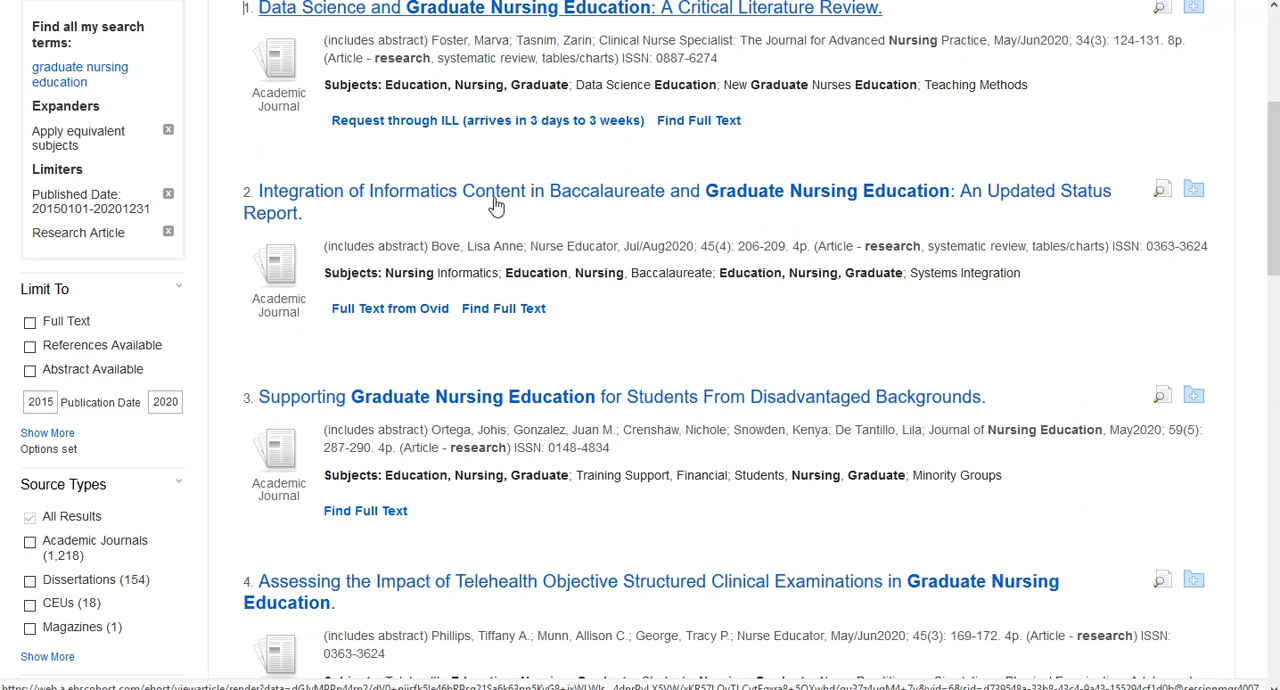 Find all my search
terms:
graduate nursing
education
Expanders
Apply equivalent
subjects
Limiters
Published Date:
20150101-20201231
Research Article
Limit To
Full Text
References Available
Abstract Available
2015 Publication Date 2020
Show More
Options set
Source Types
All Results
Academic Journals
(1,218)
Dissertations (154)
CEUs (18)
Magazines (1)
Show More
1. Data Science and Graduate Nursing Education: A Critical Literature Review.
Academic
Journal
(includes abstract) Foster, Marva; Tasnim, Zarin; Clinical Nurse Specialist: The Journal for Advanced Nursing Practice, May/Jun2020; 34(3): 124-131. 8p.
(Article - research, systematic review, tables/charts) ISSN: 0887-6274
Subjects: Education, Nursing, Graduate; Data Science Education; New Graduate Nurses Education; Teaching Methods
Request through ILL (arrives in 3 days to 3 weeks) Find Full Text
2. Integration of Informatics Content in Baccalaureate and Graduate Nursing Education: An Updated Status
Report.
Academic
Journal
(includes abstract) Bove, Lisa Anne; Nurse Educator, Jul/Aug2020; 45(4): 206-209. 4p. (Article - research, systematic review, tables/charts) ISSN: 0363-3624
Subjects: Nursing Informatics; Education, Nursing, Baccalaureate; Education, Nursing, Graduate; Systems Integration
Full Text from Ovid Find Full Text
3. Supporting Graduate Nursing Education for Students From Disadvantaged Backgrounds.
Academic
Journal
(includes abstract) Ortega, Johis; Gonzalez, Juan M.; Crenshaw, Nichole; Snowden, Kenya; De Tantillo, Lila; Journal of Nursing Education, May2020; 59(5):
287-290. 4p. (Article - research) ISSN: 0148-4834
Subjects: Education, Nursing, Graduate; Training Support, Financial; Students, Nursing, Graduate; Minority Groups
Find Full Text
4. Assessing the Impact of Telehealth Objective Structured Clinical Examinations in Graduate Nursing
Education.
(includes abstract) Phillips, Tiffany A.; Munn, Allison C.; George, Tracy P.; Nurse Educator, May/Jun2020; 45(3): 169-172. 4p. (Article - research) ISSN:
0363-3624